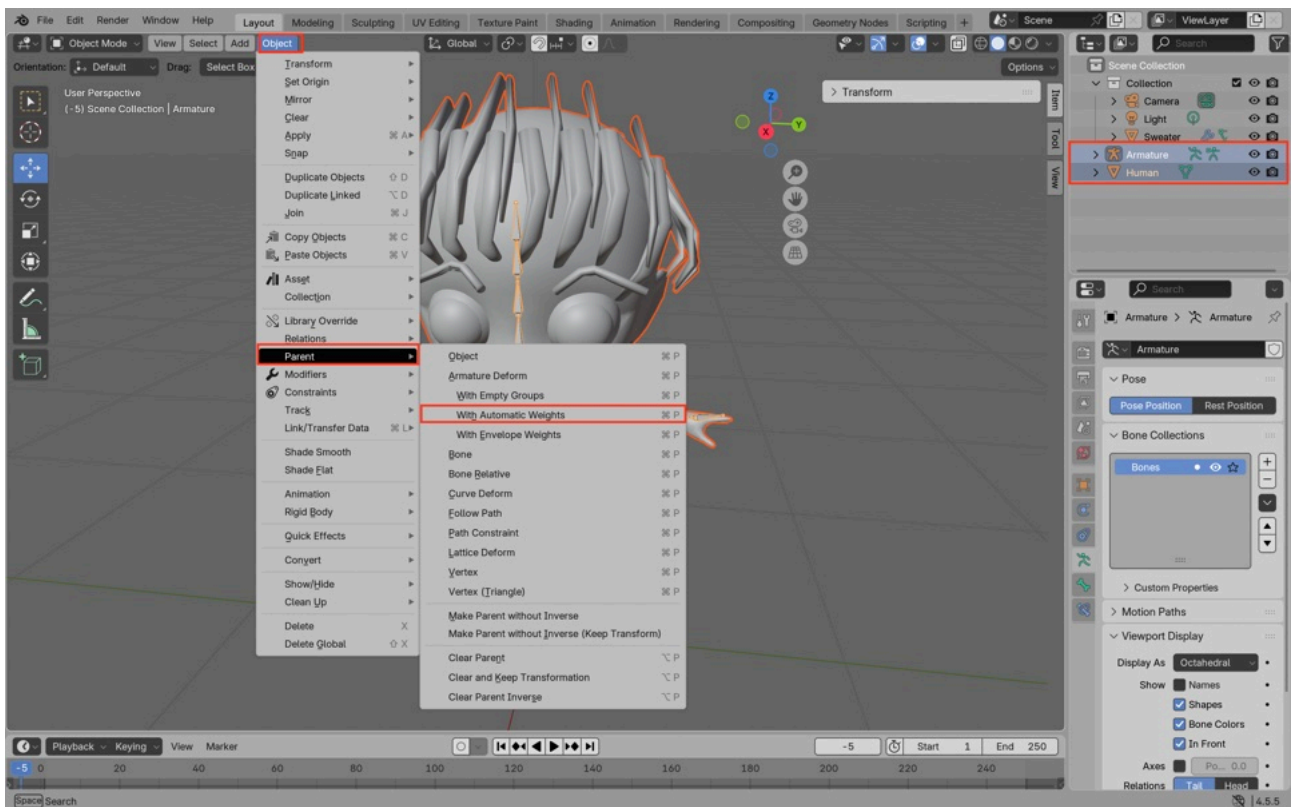 File Edit Render Window Help Layout Modeling Sculpting UV Editing Texture Paint Shading Animation Rendering Compositing Geometry Nodes Scripting + Scene ViewLayer
Object Mode View Select Add Object Global Search
Orientation: Default Drag: Select Box Options
User Perspective
(-5) Scene Collection | Armature
Transform
Set Origin
Mirror
Clear
Apply ⌘ A
Snap
Duplicate Objects ⇧ D
Duplicate Linked ⌥ D
Join ⌘ J
Copy Objects ⌘ C
Paste Objects ⌘ V
Asset
Collection
Library Override
Relations
Parent
Modifiers
Constraints
Track
Link/Transfer Data ⌘ L
Shade Smooth
Shade Flat
Animation
Rigid Body
Quick Effects
Convert
Show/Hide
Clean Up
Delete X
Delete Global ⇧ X
Object ⌘ P
Armature Deform ⌘ P
With Empty Groups ⌘ P
With Automatic Weights ⌘ P
With Envelope Weights ⌘ P
Bone ⌘ P
Bone Relative ⌘ P
Curve Deform ⌘ P
Follow Path ⌘ P
Path Constraint ⌘ P
Lattice Deform ⌘ P
Vertex ⌘ P
Vertex (Triangle) ⌘ P
Make Parent without Inverse
Make Parent without Inverse (Keep Transform)
Clear Parent ⌥ P
Clear and Keep Transformation ⌥ P
Clear Parent Inverse ⌥ P
Z
X Y
> Transform
Item
Tool
View
Scene Collection
Collection
Camera
Light
Sweater
Armature
Human
Search
Armature > Armature
Armature
Pose
Pose Position Rest Position
Bone Collections
Bones
Custom Properties
Motion Paths
Viewport Display
Display As Octahedral
Show Names
Shapes
Bone Colors
In Front
Axes Po... 0.0
Relations Tail Head
Playback Keying View Marker -5 Start 1 End 250
-5 0 20 40 60 80 100 120 140 160 180 200 220 240
Space Search 4.5.5